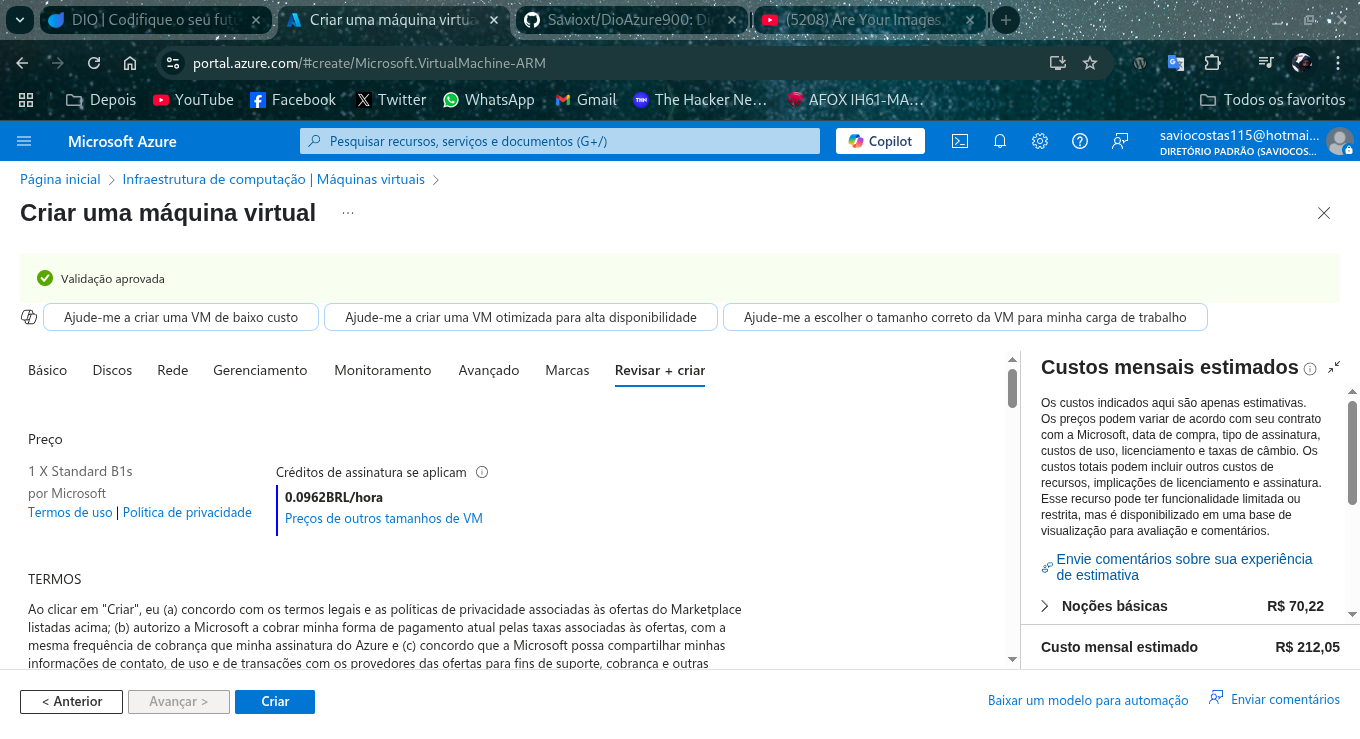 DIO | Codifique o seu futu
Criar uma máquina virtua
Savioxt/DioAzure900: Di
(5208) Are Your Images,
portal.azure.com/#create/Microsoft.VirtualMachine-ARM
Depois
YouTube
Facebook
Twitter
WhatsApp
Gmail
The Hacker Ne…
AFOX IH61-MA…
Todos os favoritos
Microsoft Azure
Pesquisar recursos, serviços e documentos (G+/)
Copilot
saviocostas115@hotmai...
DIRETÓRIO PADRÃO (SAVIOCOS...
Página inicial > Infraestrutura de computação | Máquinas virtuais >
Criar uma máquina virtual ...
Validação aprovada
Ajude-me a criar uma VM de baixo custo
Ajude-me a criar uma VM otimizada para alta disponibilidade
Ajude-me a escolher o tamanho correto da VM para minha carga de trabalho
Básico
Discos
Rede
Gerenciamento
Monitoramento
Avançado
Marcas
Revisar + criar
Preço
1 X Standard B1s
por Microsoft
Termos de uso | Política de privacidade
Créditos de assinatura se aplicam
0.0962BRL/hora
Preços de outros tamanhos de VM
TERMOS
Ao clicar em "Criar", eu (a) concordo com os termos legais e as políticas de privacidade associadas às ofertas do Marketplace
listadas acima; (b) autorizo a Microsoft a cobrar minha forma de pagamento atual pelas taxas associadas às ofertas, com a
mesma frequência de cobrança que minha assinatura do Azure e (c) concordo que a Microsoft possa compartilhar minhas
informações de contato, de uso e de transações com os provedores das ofertas para fins de suporte, cobrança e outras
Custos mensais estimados
Os custos indicados aqui são apenas estimativas.
Os preços podem variar de acordo com seu contrato
com a Microsoft, data de compra, tipo de assinatura,
custos de uso, licenciamento e taxas de câmbio. Os
custos totais podem incluir outros custos de
recursos, implicações de licenciamento e assinatura.
Esse recurso pode ter funcionalidade limitada ou
restrita, mas é disponibilizado em uma base de
visualização para avaliação e comentários.
Envie comentários sobre sua experiência
de estimativa
Noções básicas R$ 70,22
Custo mensal estimado R$ 212,05
< Anterior
Avançar >
Criar
Baixar um modelo para automação
Enviar comentários